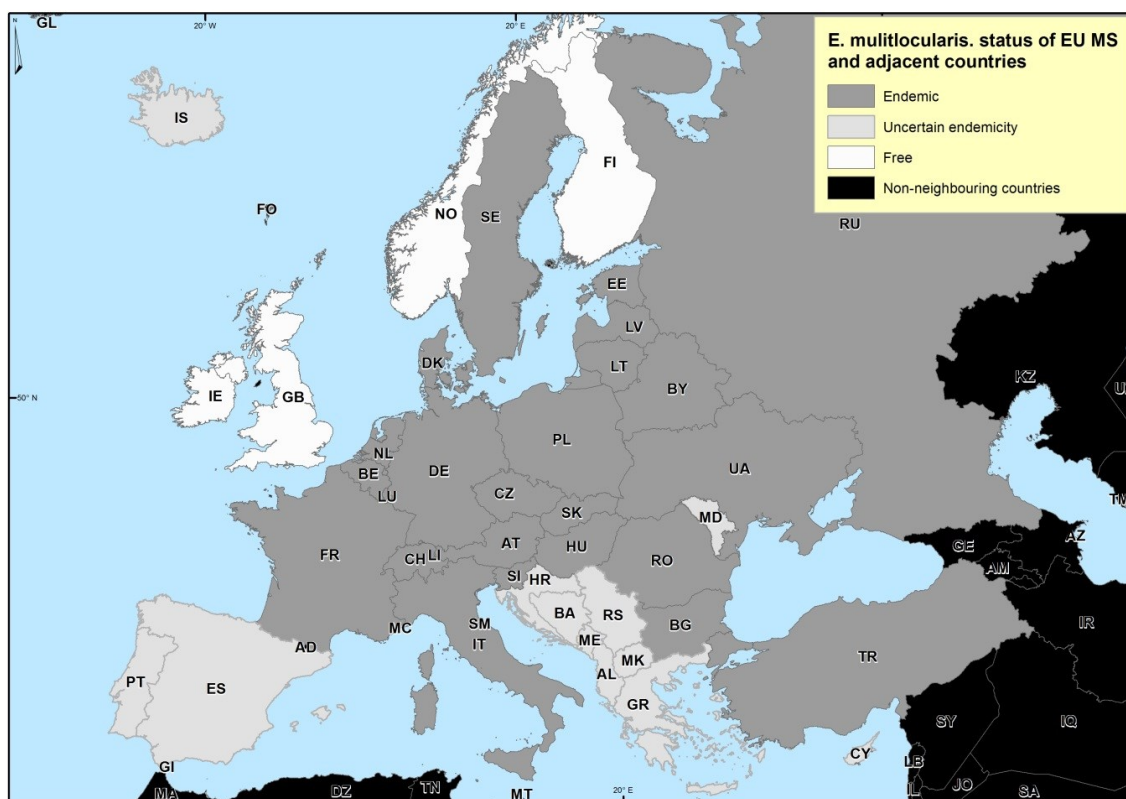 GL
20° W
20° E
N
E. mulitlocularis. status of EU MS
and adjacent countries
Endemic
Uncertain endemicity
Free
Non-neighbouring countries
IS
FI
FO
NO
SE
RU
EE
LV
DK
LT
IE
GB
BY
KZ
50° N
PL
NL
DE
BE
UA
LU
CZ
TM
SK
MD
FR
AT
HU
AZ
CH
LI
RO
GE
SI
HR
AM
BA
RS
SM
MC
BG
IR
IT
ME
AD
TR
MK
PT
ES
AL
GR
SY
IQ
CY
GI
LB
MA
DZ
TN
MT
20° E
IL
JO
SA